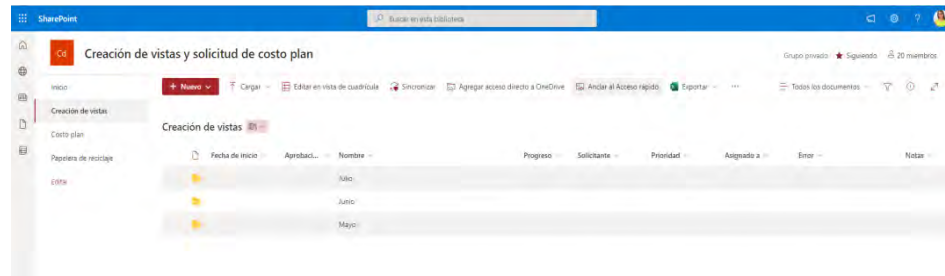 SharePoint
Buscar en esta biblioteca
?
Cd
Creación de vistas y solicitud de costo plan
Grupo privado
Siguiendo
20 miembros
Inicio
Creación de vistas
Costo plan
Papelera de reciclaje
Editar
+ Nuevo
Cargar
Editar en vista de cuadrícula
Sincronizar
Agregar acceso directo a OneDrive
Anclar al Acceso rápido
Exportar
...
Todos los documentos
Creación de vistas
Fecha de inicio
Aprobaci...
Nombre
Progreso
Solicitante
Prioridad
Asignado a
Error
Notas
Julio
Junio
Mayo